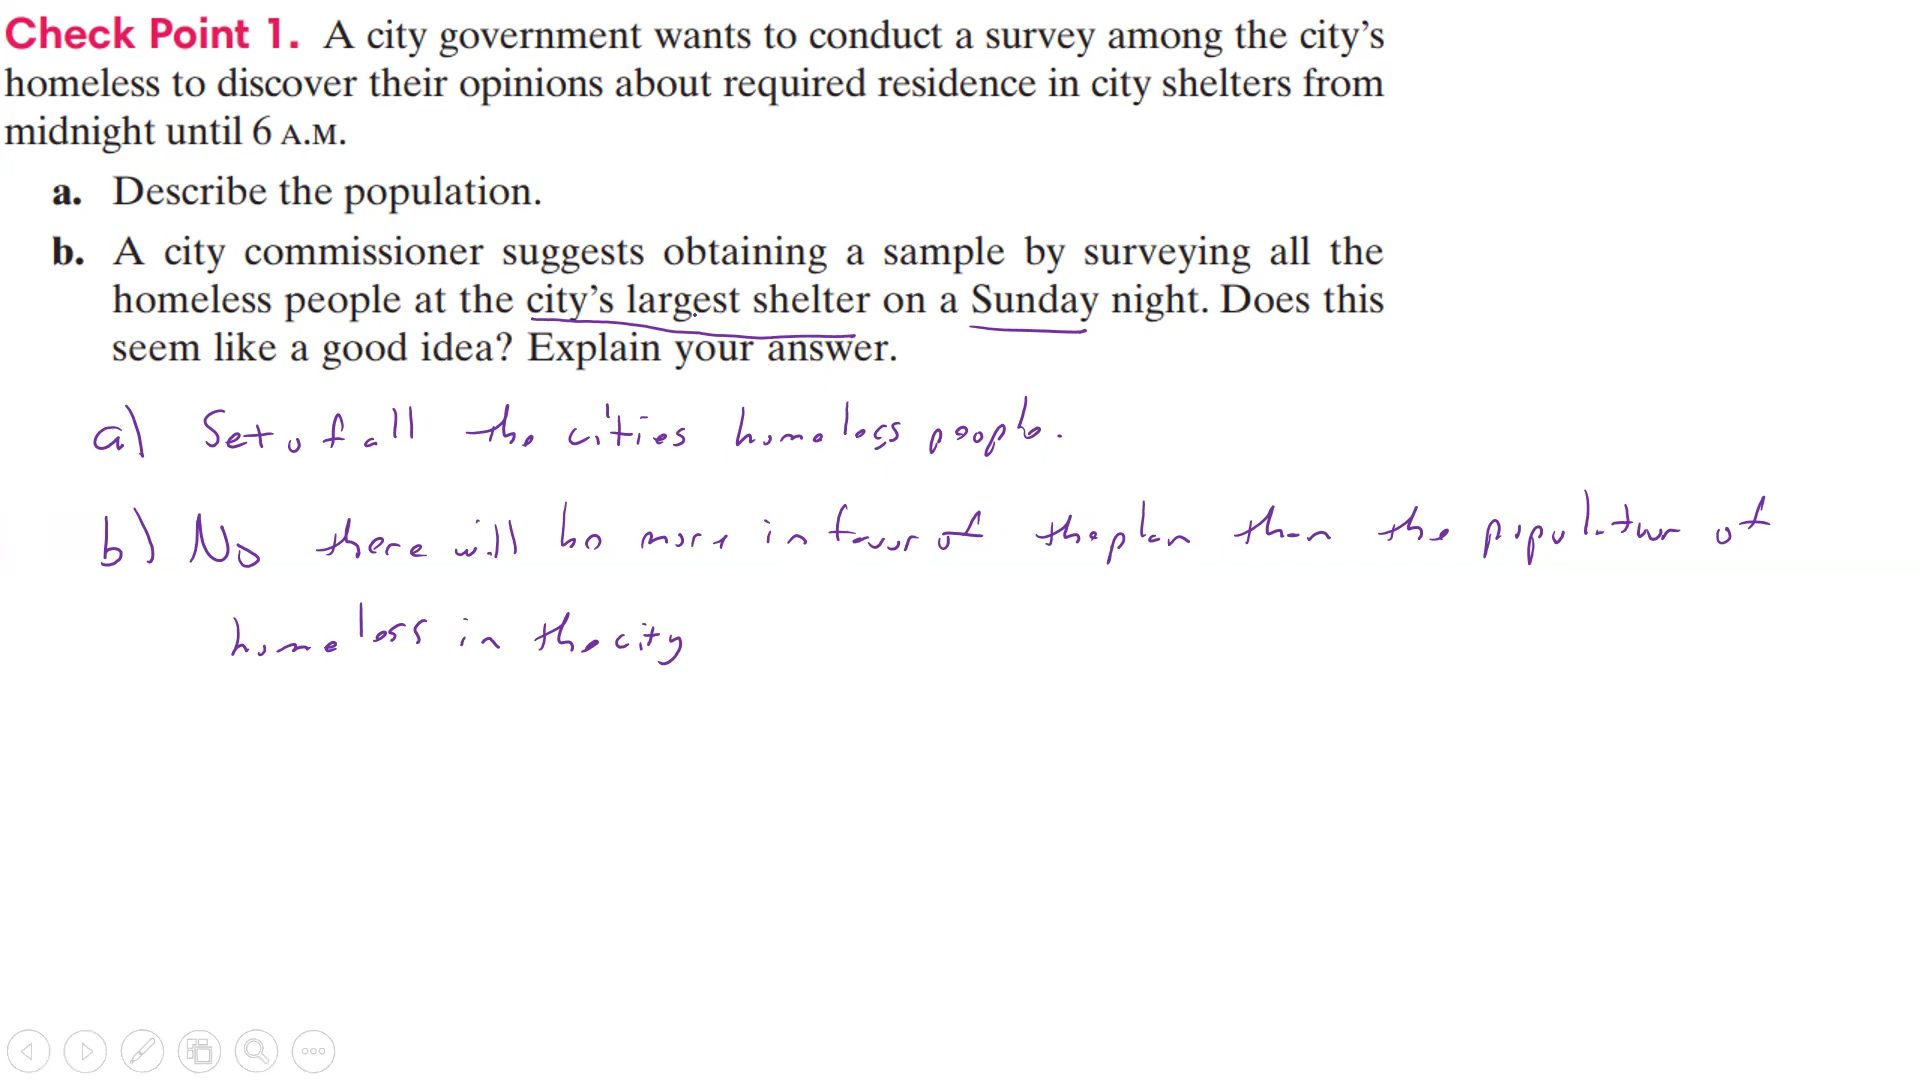 Check Point 1. A city government wants to conduct a survey among the city's
homeless to discover their opinions about required residence in city shelters from
midnight until 6 A.M.
a. Describe the population.
b. A city commissioner suggests obtaining a sample by surveying all the
homeless people at the city's largest shelter on a Sunday night. Does this
seem like a good idea? Explain your answer.
a) Set of all the cities homeless people.
b) No there will be more in favor of the plan than the population of
homeless in the city